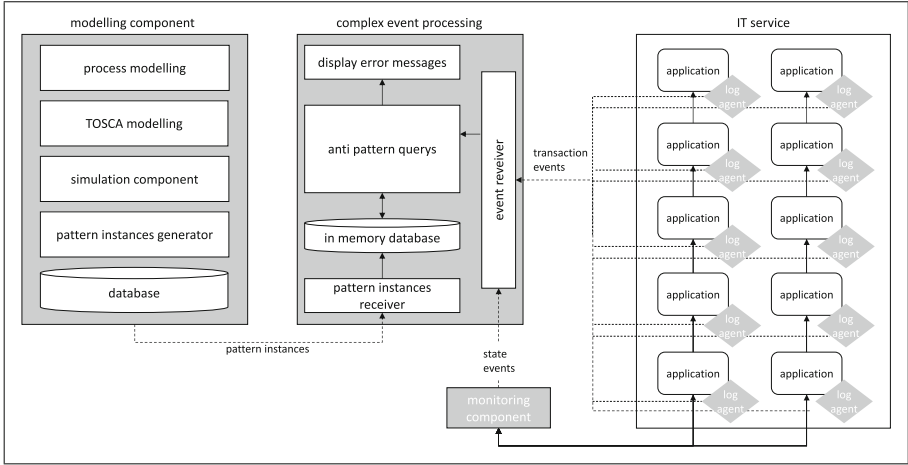 modelling component
process modelling
TOSCA modelling
simulation component
pattern instances generator
database
pattern instances
complex event processing
display error messages
anti pattern querys
in memory database
pattern instances
receiver
event reveiver
transaction
events
state
events
monitoring
component
IT service
application
log
agent
application
log
agent
application
log
agent
application
log
agent
application
log
agent
application
log
agent
application
log
agent
application
log
agent
application
log
agent
application
log
agent